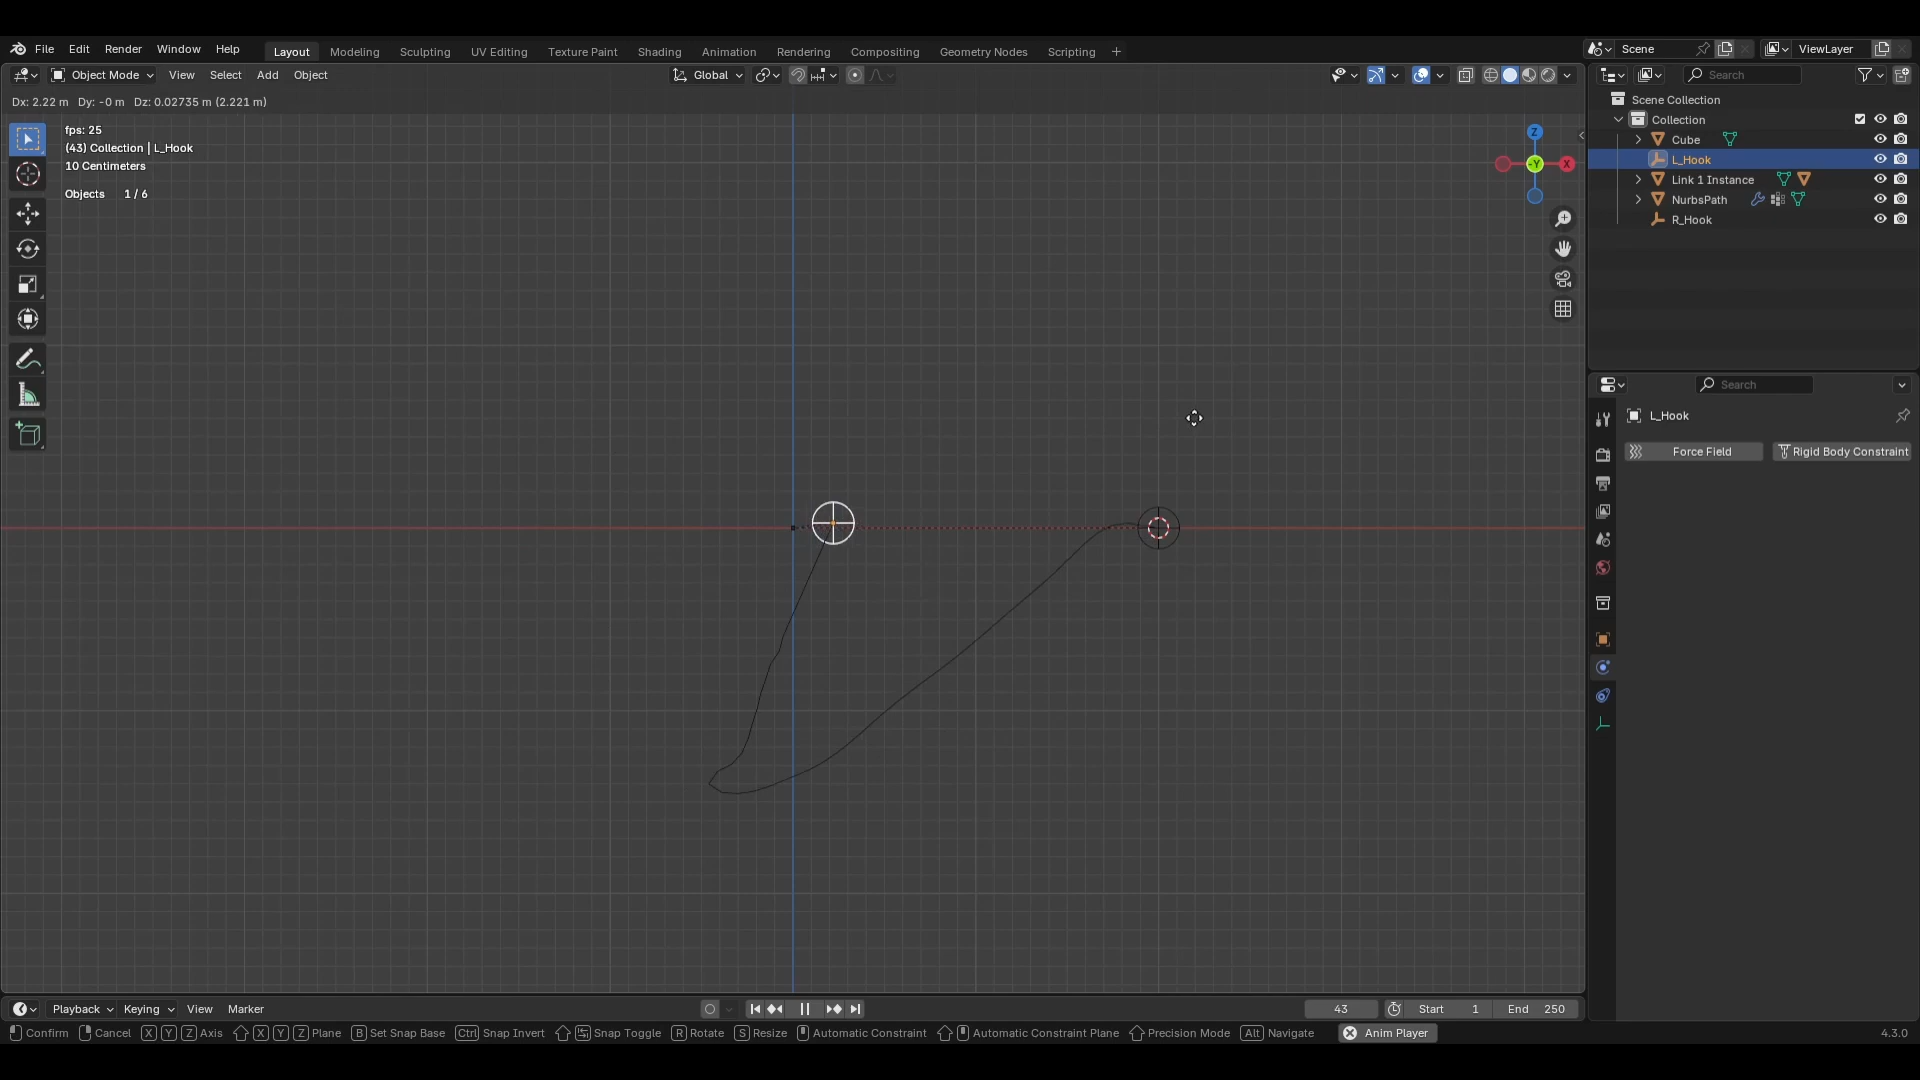 File Edit Render Window Help Layout Modeling Sculpting UV Editing Texture Paint Shading Animation Rendering Compositing Geometry Nodes Scripting + Scene ViewLayer
Object Mode View Select Add Object Global Search
Dx: 2.22 m Dy: -0 m Dz: 0.02735 m (2.221 m)
fps: 25
(43) Collection | L_Hook
10 Centimeters
Objects 1 / 6
Z
-Y
X
Scene Collection
Collection
Cube
L_Hook
Link 1 Instance
NurbsPath
R_Hook
Search
L_Hook
Force Field Rigid Body Constraint
Playback Keying View Marker 43 Start 1 End 250
Confirm Cancel X Y Z Axis X Y Z Plane B Set Snap Base Ctrl Snap Invert Snap Toggle R Rotate S Resize Automatic Constraint Automatic Constraint Plane Precision Mode Alt Navigate Anim Player 4.3.0